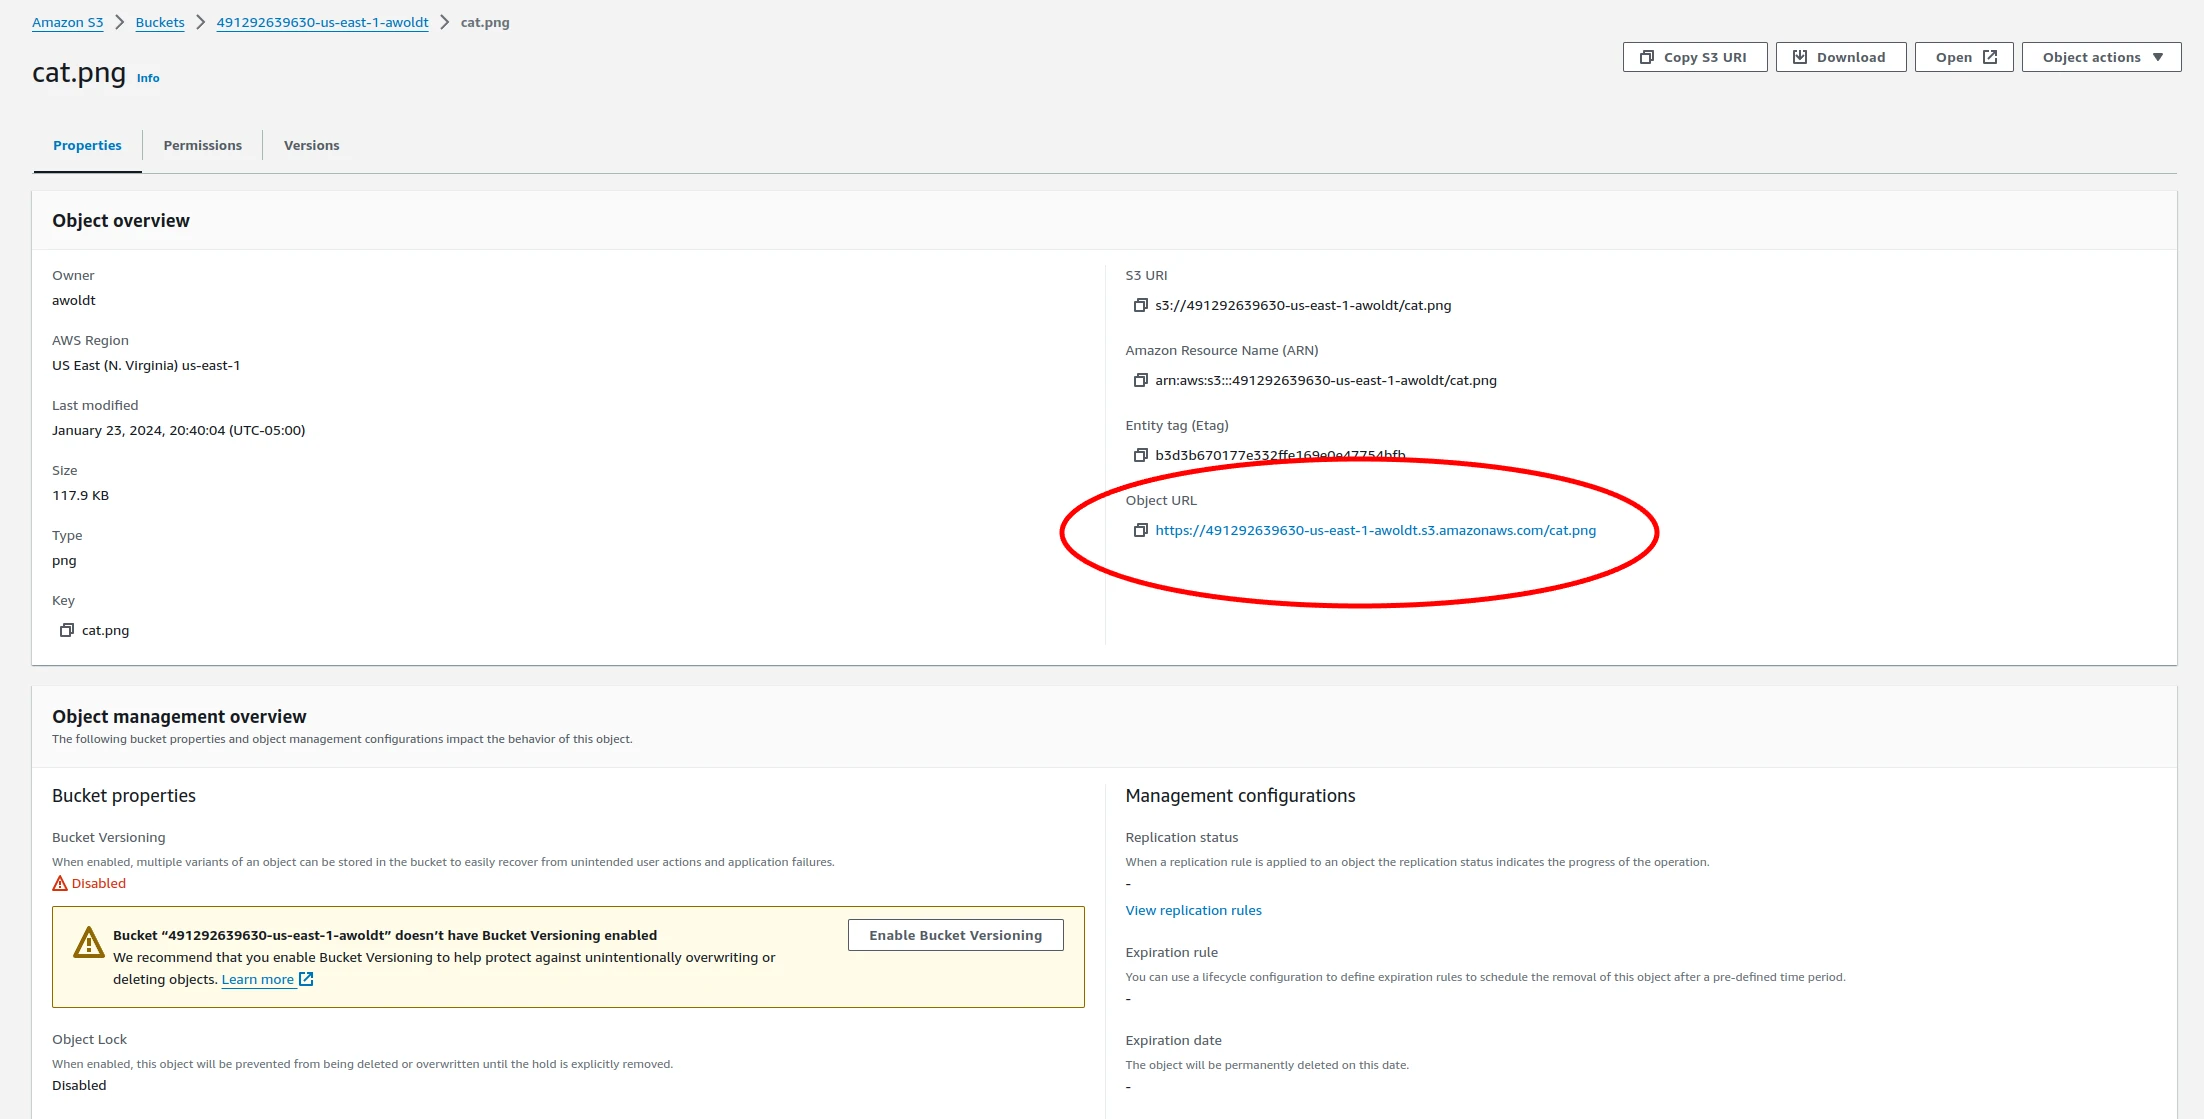 Amazon S3 > Buckets > 491292639630-us-east-1-awoldt > cat.png
cat.png Info
Copy S3 URI Download Open Object actions
Properties Permissions Versions
Object overview
Owner
awoldt
AWS Region
US East (N. Virginia) us-east-1
Last modified
January 23, 2024, 20:40:04 (UTC-05:00)
Size
117.9 KB
Type
png
Key
cat.png
S3 URI
s3://491292639630-us-east-1-awoldt/cat.png
Amazon Resource Name (ARN)
arn:aws:s3:::491292639630-us-east-1-awoldt/cat.png
Entity tag (Etag)
b3d3b670177e332ffe169e0e47754bfb
Object URL
https://491292639630-us-east-1-awoldt.s3.amazonaws.com/cat.png
Object management overview
The following bucket properties and object management configurations impact the behavior of this object.
Bucket properties
Bucket Versioning
When enabled, multiple variants of an object can be stored in the bucket to easily recover from unintended user actions and application failures.
Disabled
Bucket “491292639630-us-east-1-awoldt” doesn’t have Bucket Versioning enabled
We recommend that you enable Bucket Versioning to help protect against unintentionally overwriting or
deleting objects. Learn more
Enable Bucket Versioning
Object Lock
When enabled, this object will be prevented from being deleted or overwritten until the hold is explicitly removed.
Disabled
Management configurations
Replication status
When a replication rule is applied to an object the replication status indicates the progress of the operation.
-
View replication rules
Expiration rule
You can use a lifecycle configuration to define expiration rules to schedule the removal of this object after a pre-defined time period.
-
Expiration date
The object will be permanently deleted on this date.
-